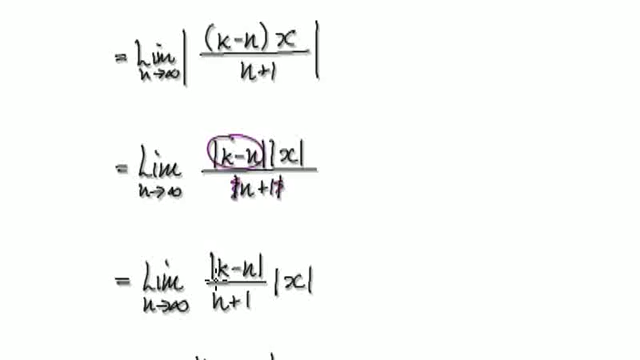 = Lim n→∞ | (k-n) x / n+1 |
= Lim n→∞ |k-n| |x| / |n+1|
= Lim n→∞ |k-n| / n+1 |x|